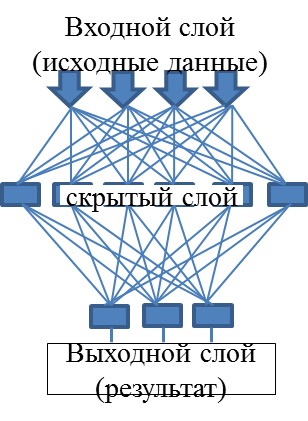 Входной слой
(исходные данные)
скрытый слой
Выходной слой
(результат)